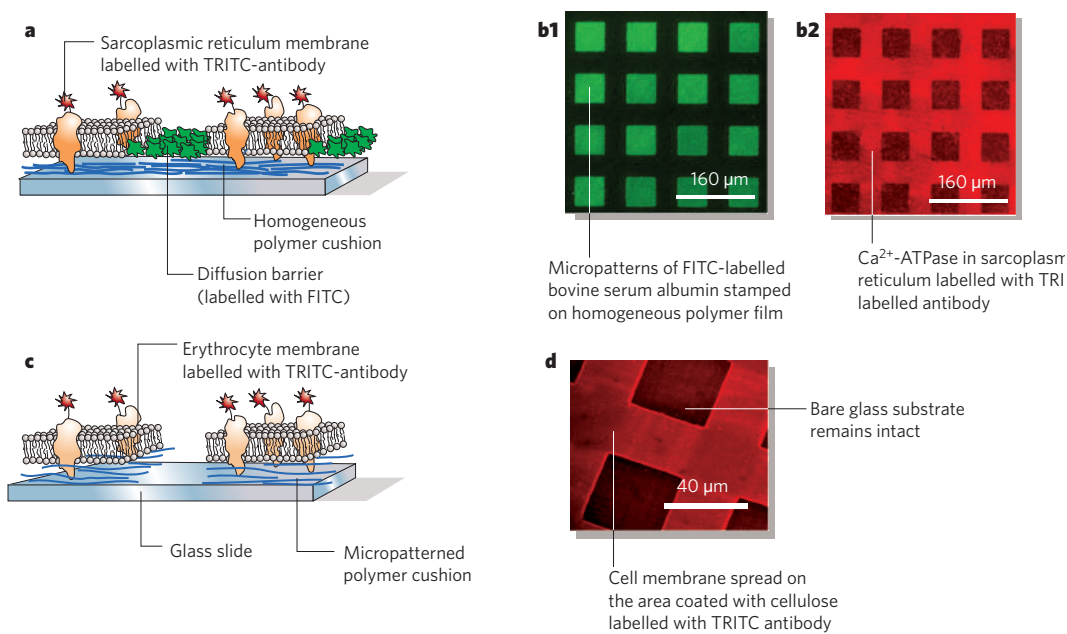 a
Sarcoplasmic reticulum membrane
labelled with TRITC-antibody
Homogeneous
polymer cushion
Diffusion barrier
(labelled with FITC)
b1
160 µm
Micropatterns of FITC-labelled
bovine serum albumin stamped
on homogeneous polymer film
b2
160 µm
Ca²⁺-ATPase in sarcoplasm
reticulum labelled with TRI
labelled antibody
c
Erythrocyte membrane
labelled with TRITC-antibody
Glass slide
Micropatterned
polymer cushion
d
Bare glass substrate
remains intact
40 µm
Cell membrane spread on
the area coated with cellulose
labelled with TRITC antibody